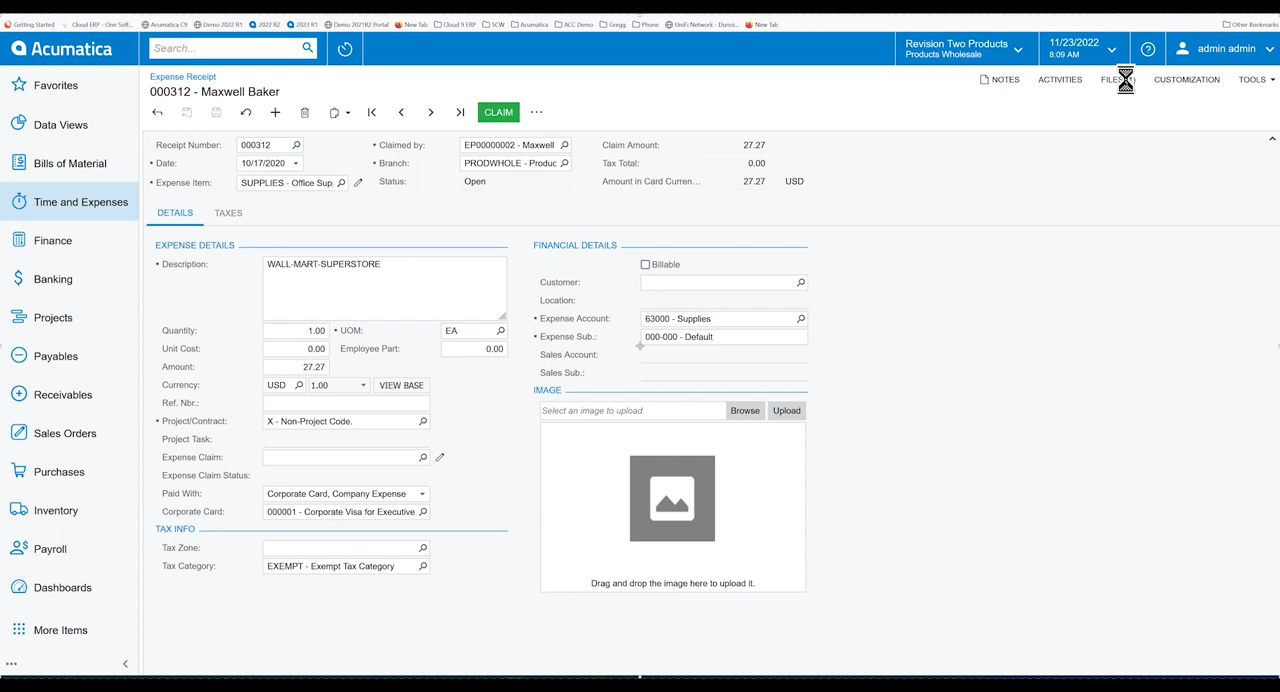 Getting Started
Cloud ERP - One Soft...
Acumatica C9
Demo 2022 R1
2022 R2
2023 R1
Demo 2021R2 Portal
New Tab
Cloud 9 ERP
SCW
Acumatica
ACC Demo
Gregg
Phone
UniFi Network - Dunni...
New Tab
Other Bookmarks
Acumatica
Search...
Revision Two Products
Products Wholesale
11/23/2022
8:09 AM
admin admin
Favorites
Data Views
Bills of Material
Time and Expenses
Finance
Banking
Projects
Payables
Receivables
Sales Orders
Purchases
Inventory
Payroll
Dashboards
More Items
Expense Receipt
000312 - Maxwell Baker
NOTES
ACTIVITIES
FILES
CUSTOMIZATION
TOOLS
CLAIM
Receipt Number: 000312
* Claimed by: EP00000002 - Maxwell
Claim Amount: 27.27
* Date: 10/17/2020
* Branch: PRODWHOLE - Produc
Tax Total: 0.00
* Expense Item: SUPPLIES - Office Sup
Status: Open
Amount in Card Curren... 27.27 USD
DETAILS
TAXES
EXPENSE DETAILS
* Description: WALL-MART-SUPERSTORE
Quantity: 1.00 * UOM: EA
Unit Cost: 0.00 Employee Part: 0.00
Amount: 27.27
Currency: USD 1.00 VIEW BASE
Ref. Nbr.:
* Project/Contract: X - Non-Project Code.
Project Task:
Expense Claim:
Expense Claim Status:
Paid With: Corporate Card, Company Expense
Corporate Card: 000001 - Corporate Visa for Executive
TAX INFO
Tax Zone:
Tax Category: EXEMPT - Exempt Tax Category
FINANCIAL DETAILS
Billable
Customer:
Location:
* Expense Account: 63000 - Supplies
* Expense Sub.: 000-000 - Default
Sales Account:
Sales Sub.:
IMAGE
Select an image to upload.
Browse
Upload
Drag and drop the image here to upload it.